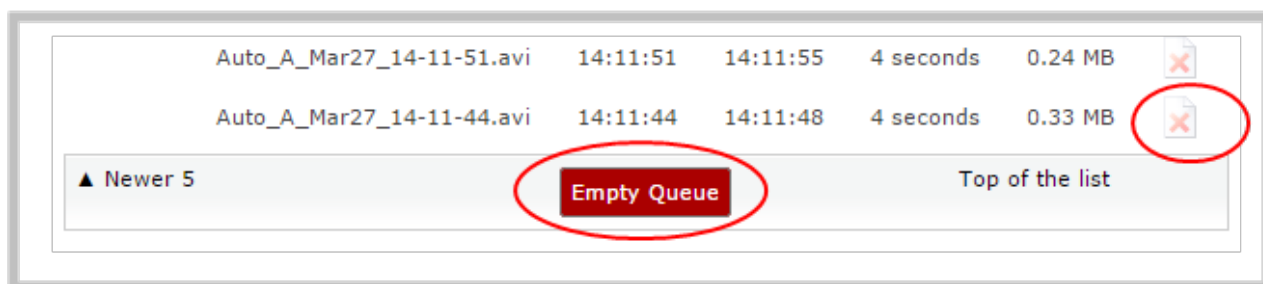 Auto_A_Mar27_14-11-51.avi 14:11:51 14:11:55 4 seconds 0.24 MB
Auto_A_Mar27_14-11-44.avi 14:11:44 14:11:48 4 seconds 0.33 MB
▲ Newer 5 Empty Queue Top of the list